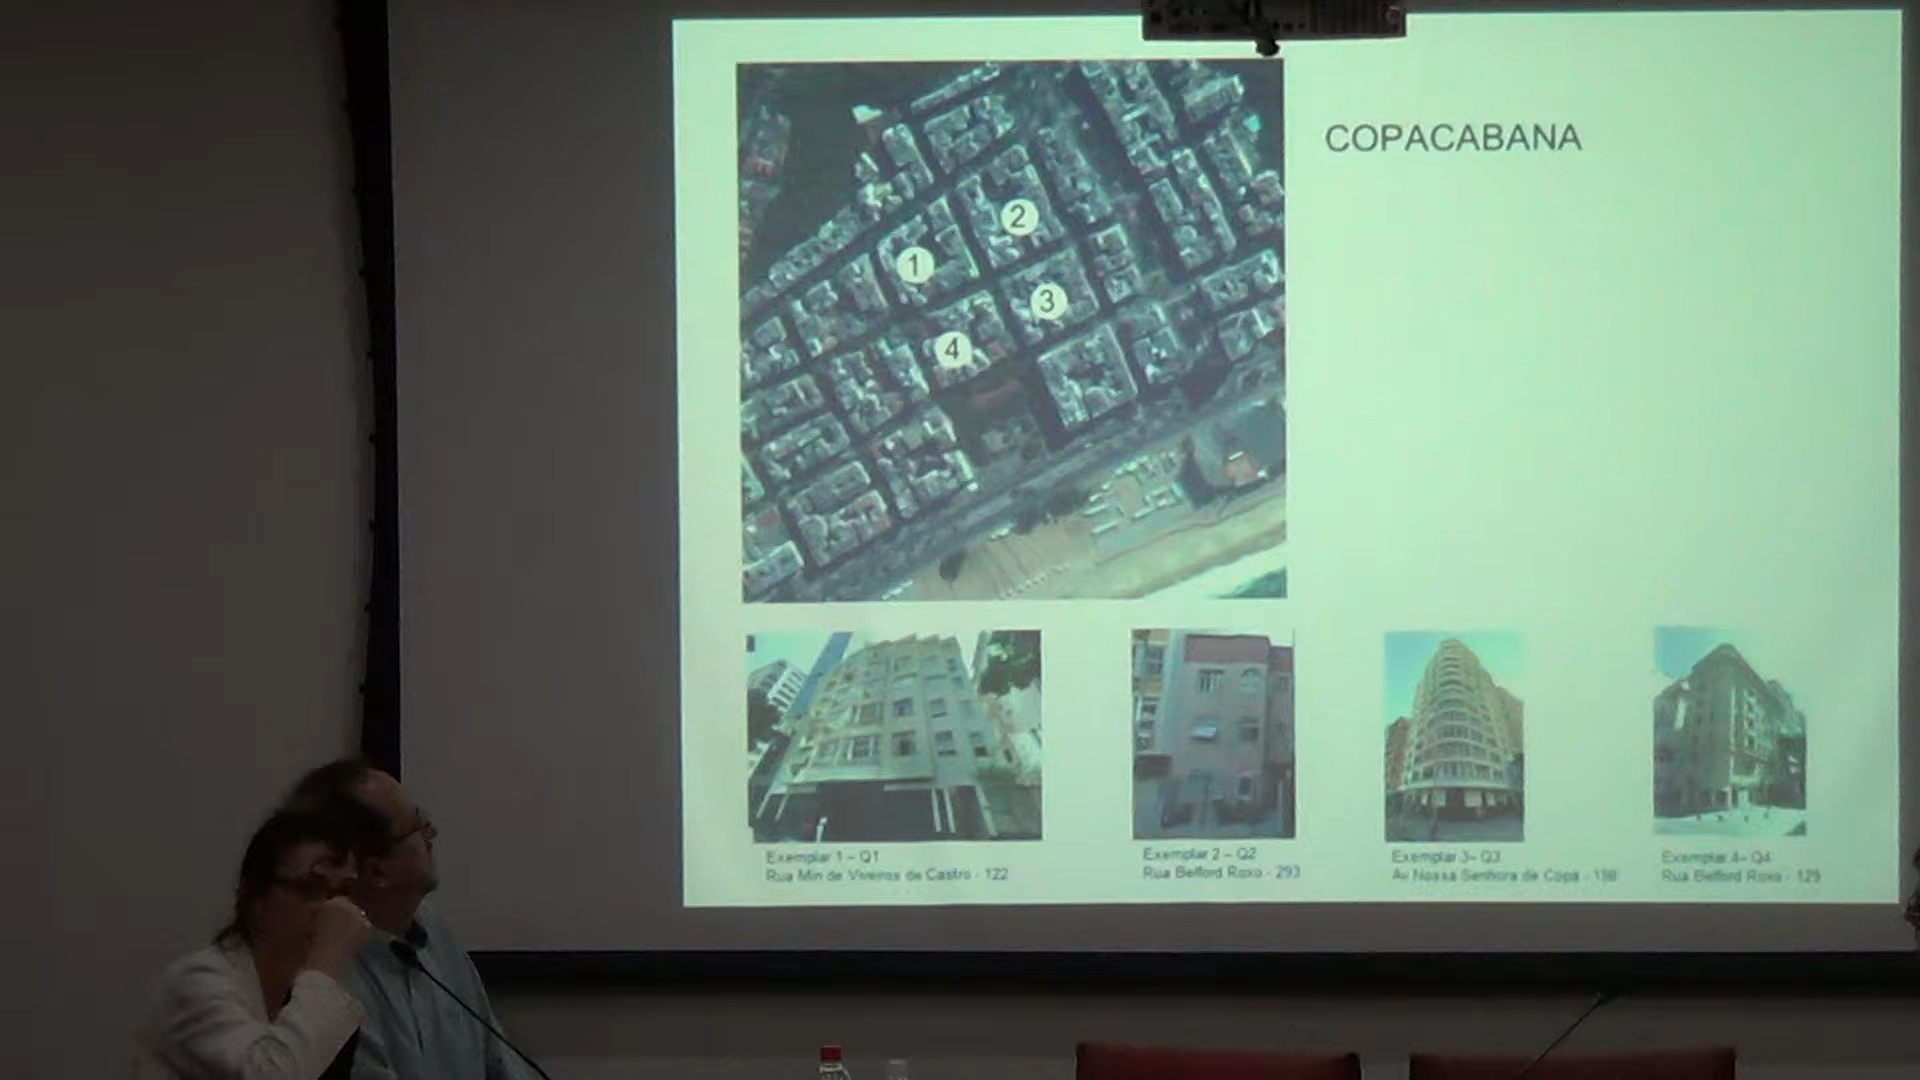 COPACABANA
2
1
3
4
Exemplar 1 – Q1
Rua Min de Viveiros de Castro - 122
Exemplar 2 – Q2
Rua Belford Roxo - 293
Exemplar 3– Q3
Av Nossa Senhora de Copa - 198
Exemplar 4– Q4
Rua Belford Roxo - 129